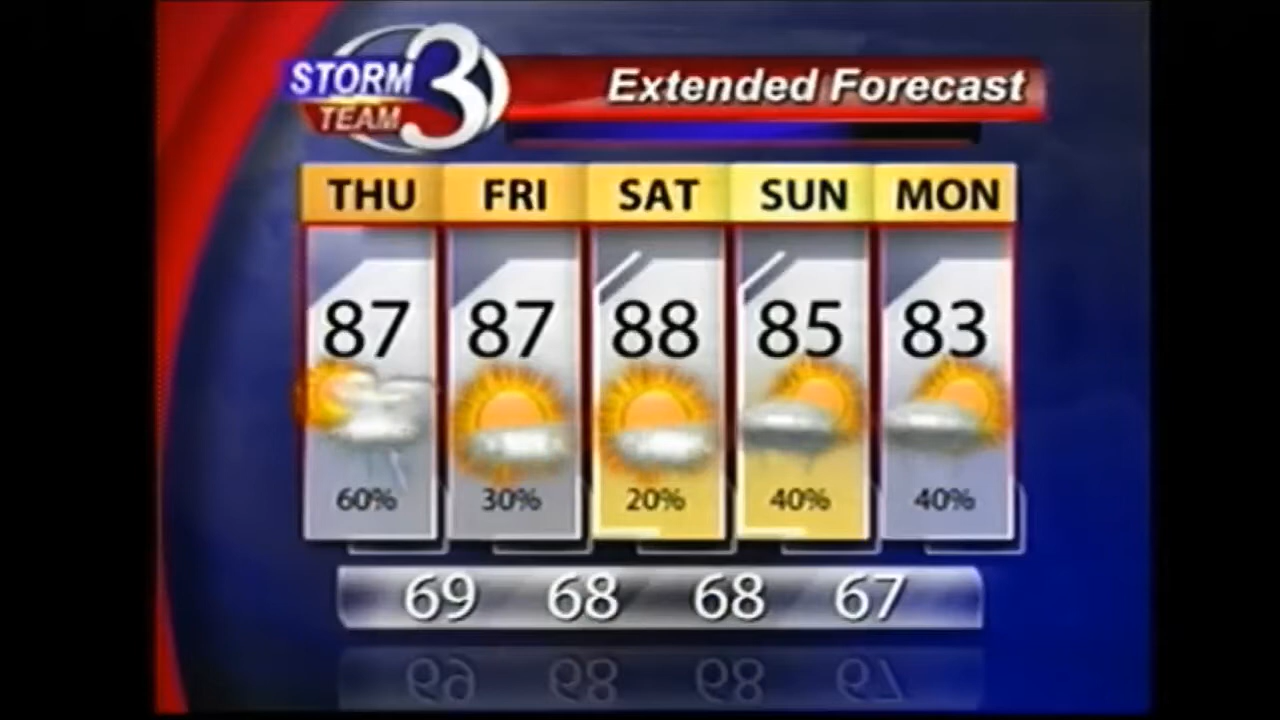 STORM
TEAM
3
Extended Forecast
THU FRI SAT SUN MON
87 87 88 85 83
60% 30% 20% 40% 40%
69 68 68 67